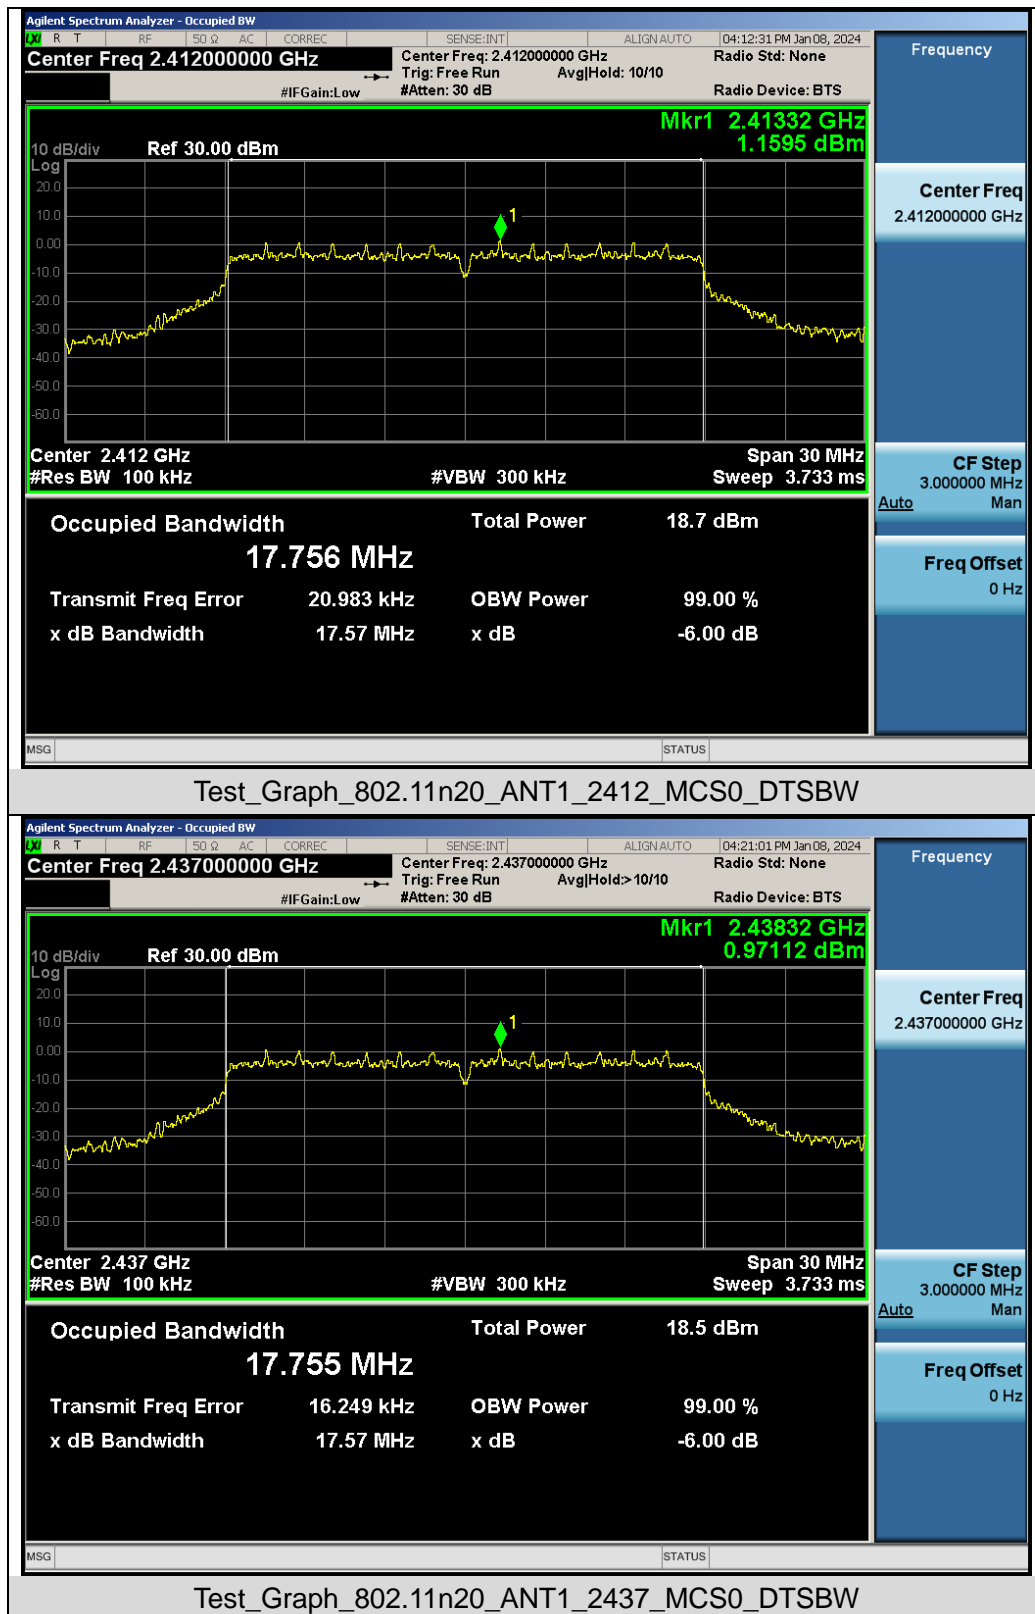 Agilent Spectrum Analyzer - Occupied BW
LXI R T RF 50 Ω AC CORREC SENSE:INT ALIGN AUTO 04:12:31 PM Jan 08, 2024
Center Freq 2.412000000 GHz Center Freq: 2.412000000 GHz Radio Std: None
Trig: Free Run Avg|Hold: 10/10
#IFGain:Low #Atten: 30 dB Radio Device: BTS
Mkr1 2.41332 GHz
1.1595 dBm
10 dB/div Ref 30.00 dBm
Log
20.0
10.0
1
0.00
-10.0
-20.0
-30.0
-40.0
-50.0
-60.0
Center 2.412 GHz Span 30 MHz
#Res BW 100 kHz #VBW 300 kHz Sweep 3.733 ms
Occupied Bandwidth Total Power 18.7 dBm
17.756 MHz
Transmit Freq Error 20.983 kHz OBW Power 99.00 %
x dB Bandwidth 17.57 MHz x dB -6.00 dB
MSG STATUS
Frequency
Center Freq
2.412000000 GHz
CF Step
3.000000 MHz
Auto Man
Freq Offset
0 Hz
Test_Graph_802.11n20_ANT1_2412_MCS0_DTSBW
Agilent Spectrum Analyzer - Occupied BW
LXI R T RF 50 Ω AC CORREC SENSE:INT ALIGN AUTO 04:21:01 PM Jan 08, 2024
Center Freq 2.437000000 GHz Center Freq: 2.437000000 GHz Radio Std: None
Trig: Free Run Avg|Hold:>10/10
#IFGain:Low #Atten: 30 dB Radio Device: BTS
Mkr1 2.43832 GHz
0.97112 dBm
10 dB/div Ref 30.00 dBm
Log
20.0
10.0
1
0.00
-10.0
-20.0
-30.0
-40.0
-50.0
-60.0
Center 2.437 GHz Span 30 MHz
#Res BW 100 kHz #VBW 300 kHz Sweep 3.733 ms
Occupied Bandwidth Total Power 18.5 dBm
17.755 MHz
Transmit Freq Error 16.249 kHz OBW Power 99.00 %
x dB Bandwidth 17.57 MHz x dB -6.00 dB
MSG STATUS
Frequency
Center Freq
2.437000000 GHz
CF Step
3.000000 MHz
Auto Man
Freq Offset
0 Hz
Test_Graph_802.11n20_ANT1_2437_MCS0_DTSBW